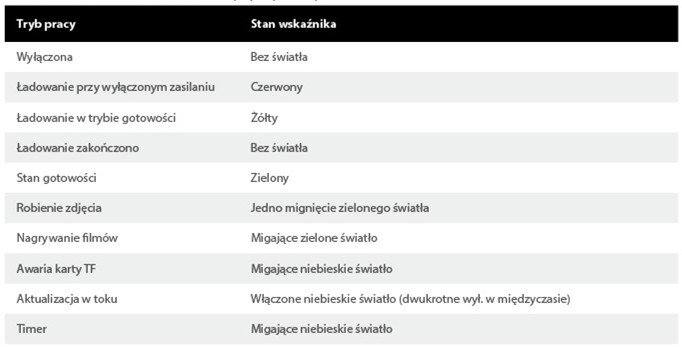 Tryb pracy Stan wskaźnika
Wyłączona Bez światła
Ładowanie przy wyłączonym zasilaniu Czerwony
Ładowanie w trybie gotowości Żółty
Ładowanie zakończono Bez światła
Stan gotowości Zielony
Robienie zdjęcia Jedno mignięcie zielonego światła
Nagrywanie filmów Migające zielone światło
Awaria karty TF Migające niebieskie światło
Aktualizacja w toku Włączone niebieskie światło (dwukrotne wył. w międzyczasie)
Timer Migające niebieskie światło